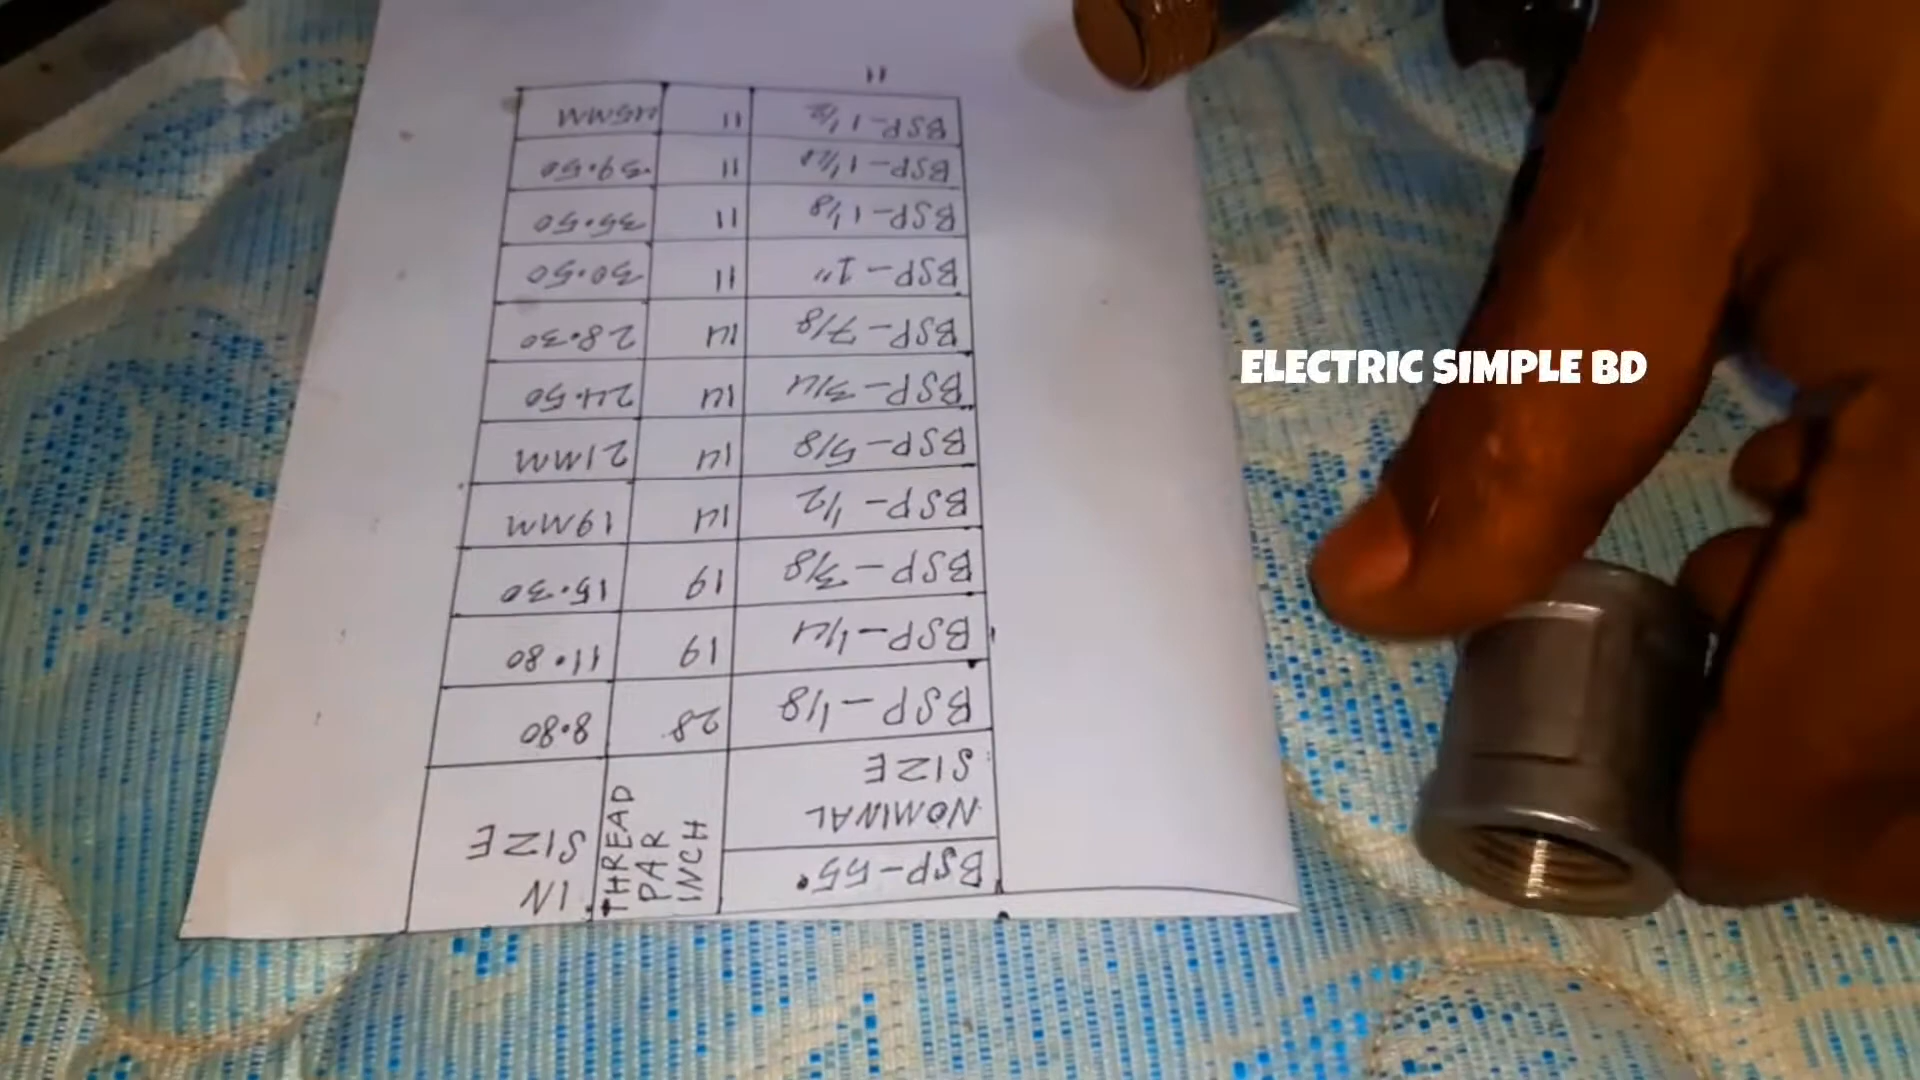 BSP-55°
NOMINAL
SIZE
THREAD
PAR
INCH
IN
SIZE
BSP-1/8 28 8.80
BSP-1/4 19 11.80
BSP-3/8 19 15.30
BSP-1/2 14 19MM
BSP-5/8 14 21MM
BSP-3/4 14 24.50
BSP-7/8 14 28.30
BSP-1" 11 30.50
BSP-1 1/8 11 35.50
BSP-1 1/4 11 39.50
BSP-1 1/2 11 45MM
11
ELECTRIC SIMPLE BD